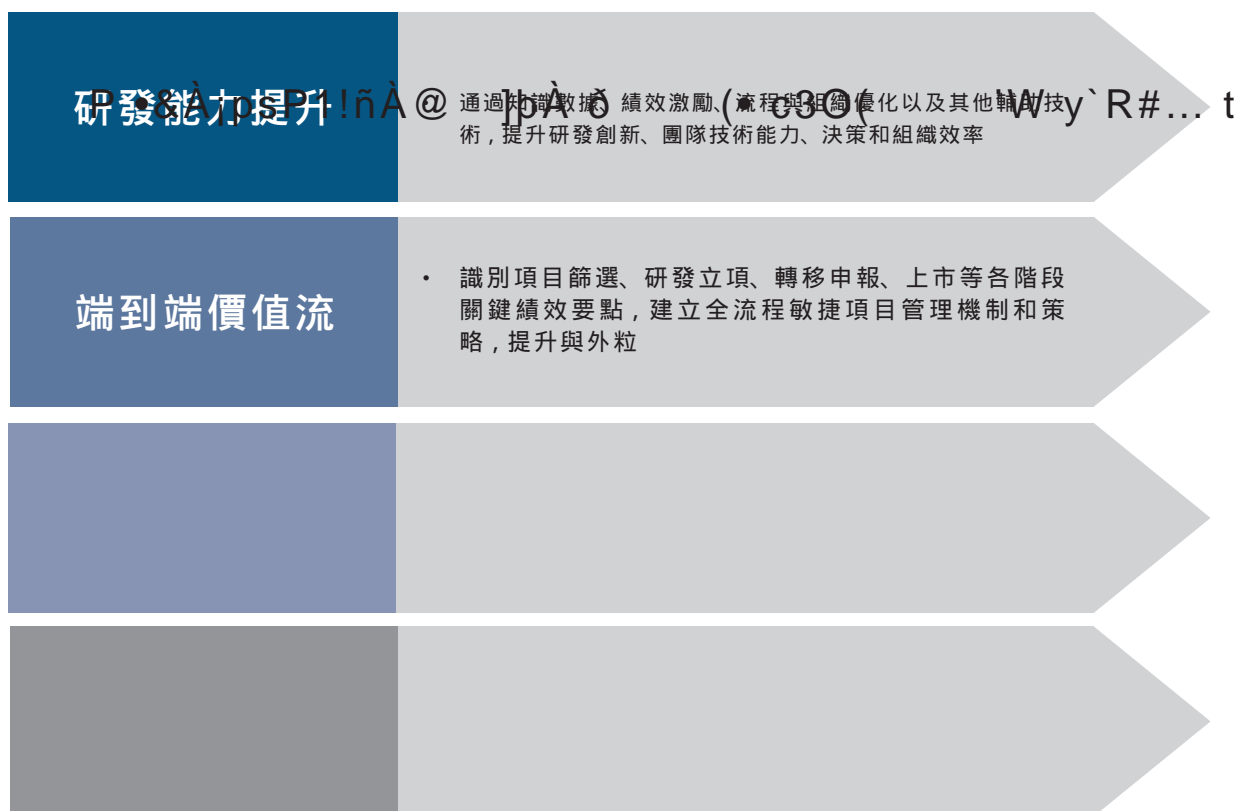 研發能力提升
通過知識數據、績效激勵、流程與組織優化以及其他輔助技
術，提升研發創新、團隊技術能力、決策和組織效率
端到端價值流
• 識別項目篩選、研發立項、轉移申報、上市等各階段
關鍵績效要點，建立全流程敏捷項目管理機制和策
略，提升與外粒